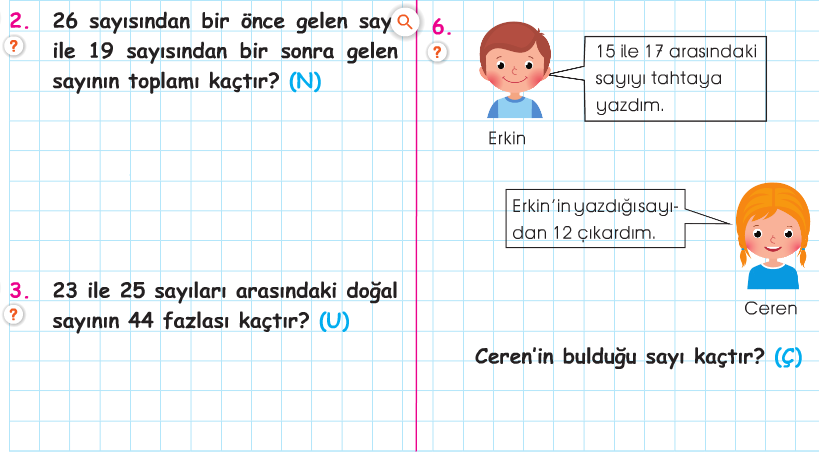 2. 26 sayısından bir önce gelen say
? ile 19 sayısından bir sonra gelen
sayının toplamı kaçtır? (N)
3. 23 ile 25 sayıları arasındaki doğal
? sayının 44 fazlası kaçtır? (U)
6.
?
15 ile 17 arasındaki
sayıyı tahtaya
yazdım.
Erkin
Erkin'in yazdığı sayı-
dan 12 çıkardım.
Ceren
Ceren'in bulduğu sayı kaçtır? (Ç)